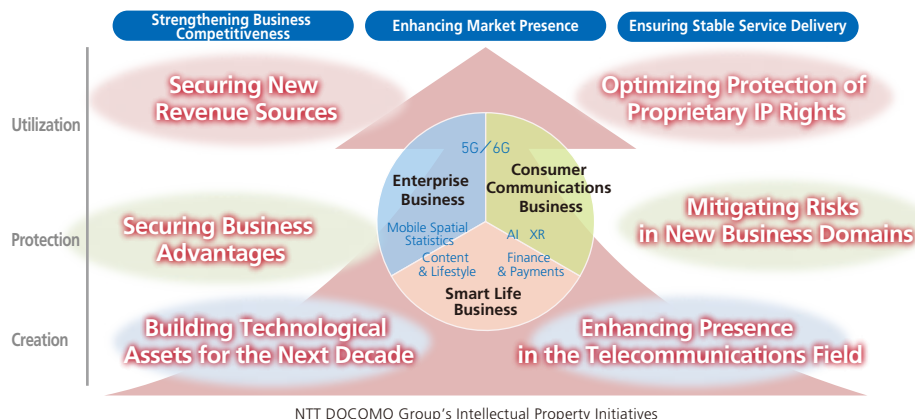 Strengthening Business
Competitiveness
Enhancing Market Presence
Ensuring Stable Service Delivery
Utilization
Securing New
Revenue Sources
Optimizing Protection of
Proprietary IP Rights
5G／6G
Enterprise
Business
Consumer
Communications
Business
Protection
Securing Business
Advantages
Mobile Spatial
Statistics
AI XR
Mitigating Risks
in New Business Domains
Content
& Lifestyle
Finance
& Payments
Smart Life
Business
Creation
Building Technological
Assets for the Next Decade
Enhancing Presence
in the Telecommunications Field
NTT DOCOMO Group's Intellectual Property Initiatives